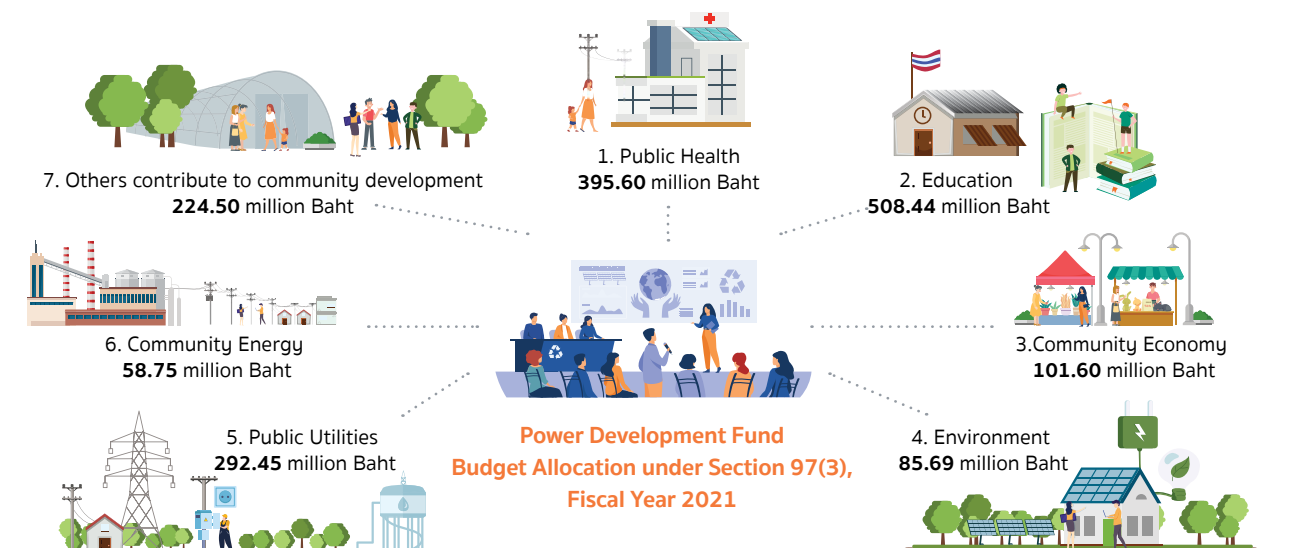 1. Public Health
395.60 million Baht
2. Education
508.44 million Baht
3.Community Economy
101.60 million Baht
4. Environment
85.69 million Baht
5. Public Utilities
292.45 million Baht
6. Community Energy
58.75 million Baht
7. Others contribute to community development
224.50 million Baht
Power Development Fund
Budget Allocation under Section 97(3),
Fiscal Year 2021